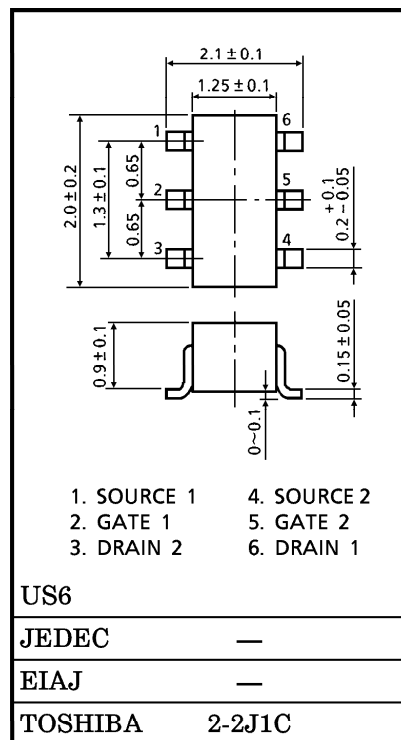 2.1±0.1
1.25±0.1
1
6
2
5
3
4
2.0±0.2
1.3±0.1
0.65
0.65
+0.1
0.2-0.05
0.9±0.1
0.15±0.05
0~0.1
1. SOURCE 1 4. SOURCE 2
2. GATE 1 5. GATE 2
3. DRAIN 2 6. DRAIN 1
US6
JEDEC —
EIAJ —
TOSHIBA 2-2J1C